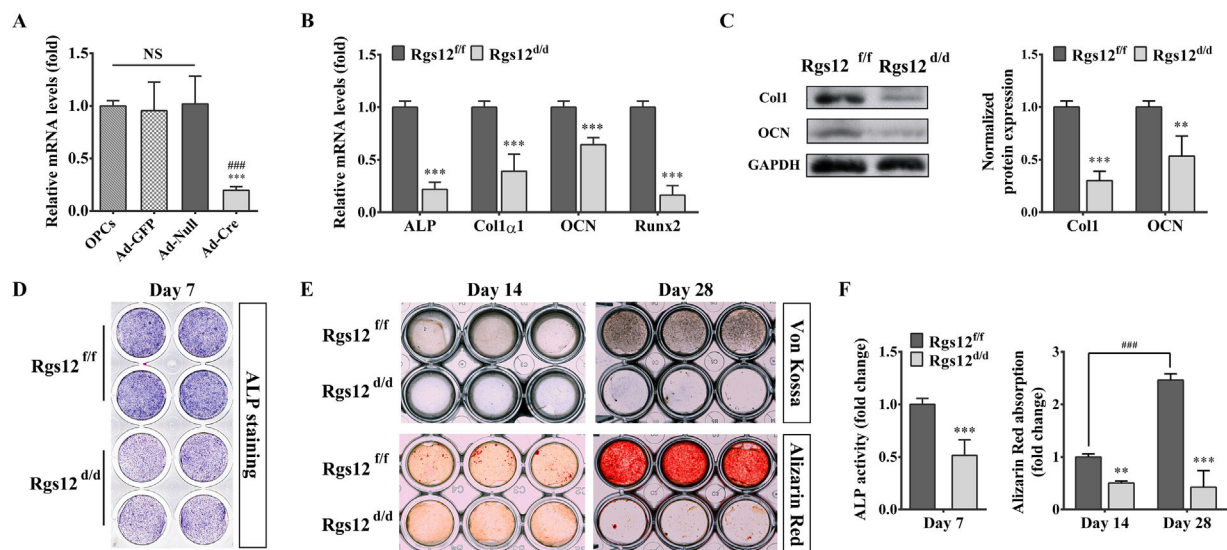 A
Relative mRNA levels (fold)
1.5
1.0
0.5
0.0
NS
###
***
OPCs
Ad-GFP
Ad-Null
Ad-Cre
B
Relative mRNA levels (fold)
Rgs12f/f
Rgs12d/d
1.5
1.0
0.5
0.0
***
***
***
***
ALP
Col1α1
OCN
Runx2
C
Rgs12 f/f
Rgs12 d/d
Col1
OCN
GAPDH
Normalized
protein expression
Rgs12f/f
Rgs12d/d
1.5
1.0
0.5
0.0
***
**
Col1
OCN
D
Day 7
Rgs12 f/f
Rgs12 d/d
ALP staining
E
Day 14
Day 28
Rgs12 f/f
Rgs12 d/d
Von Kossa
Rgs12 f/f
Rgs12 d/d
Alizarin Red
F
ALP activity (fold change)
Rgs12f/f
Rgs12d/d
1.5
1.0
0.5
0.0
***
Day 7
Alizarin Red absorption
(fold change)
3
2
1
0
###
**
***
Day 14
Day 28